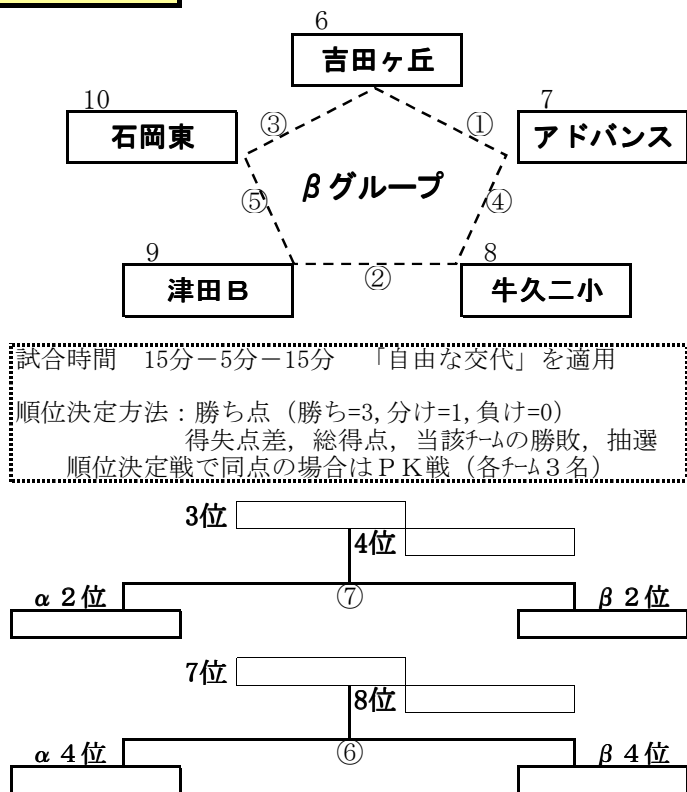 6
吉田ヶ丘
10
7
石岡東
③
①
アドバンス
βグループ
⑤
④
9
8
津田B
②
牛久二小
試合時間　15分－5分－15分　「自由な交代」を適用
順位決定方法：勝ち点（勝ち=3,分け=1,負け=0）
得失点差，総得点，当該ﾁｰﾑの勝敗，抽選
順位決定戦で同点の場合はＰＫ戦（各ﾁｰﾑ３名）
3位
4位
α２位
⑦
β２位
7位
8位
α４位
⑥
β４位